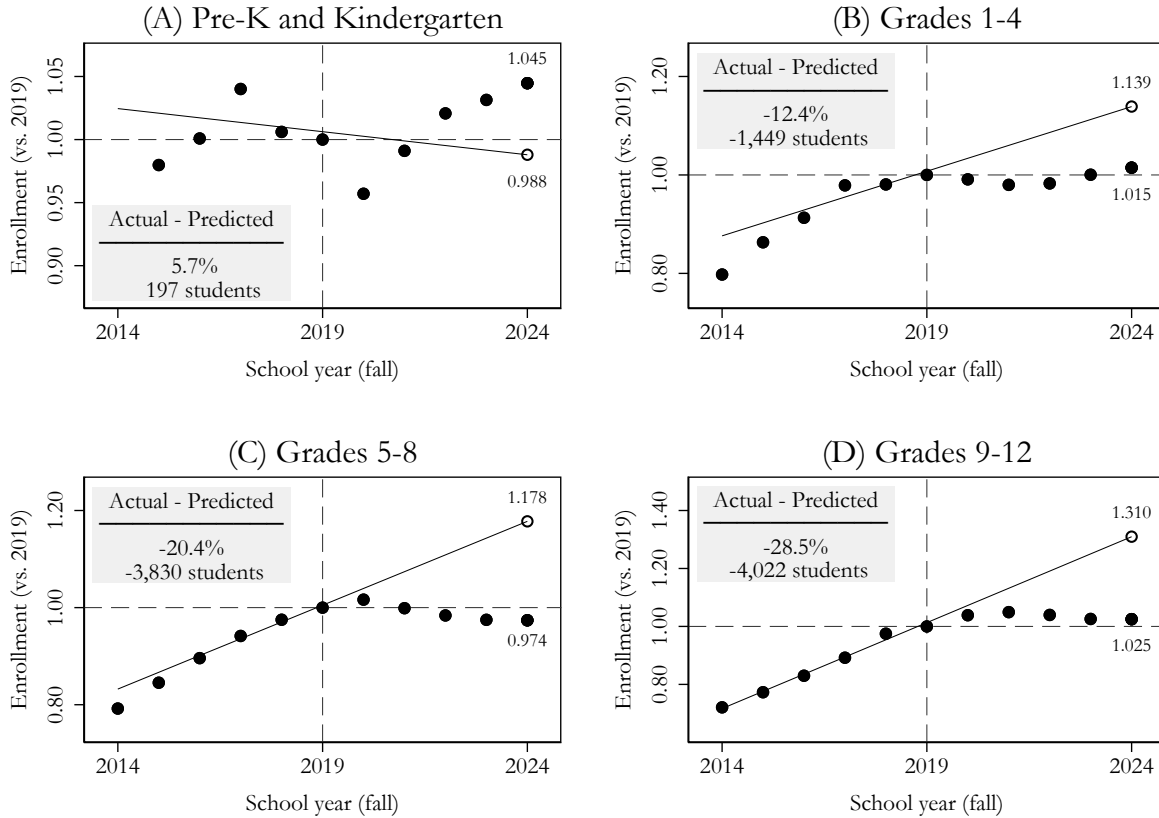 (A) Pre-K and Kindergarten
Enrollment (vs. 2019)
1.05
1.00
0.95
0.90
1.045
0.988
Actual - Predicted
5.7%
197 students
2014
2019
2024
School year (fall)
(B) Grades 1-4
Enrollment (vs. 2019)
1.20
1.00
0.80
Actual - Predicted
-12.4%
-1,449 students
1.139
1.015
2014
2019
2024
School year (fall)
(C) Grades 5-8
Enrollment (vs. 2019)
1.20
1.00
0.80
Actual - Predicted
-20.4%
-3,830 students
1.178
0.974
2014
2019
2024
School year (fall)
(D) Grades 9-12
Enrollment (vs. 2019)
1.40
1.20
1.00
0.80
Actual - Predicted
-28.5%
-4,022 students
1.310
1.025
2014
2019
2024
School year (fall)